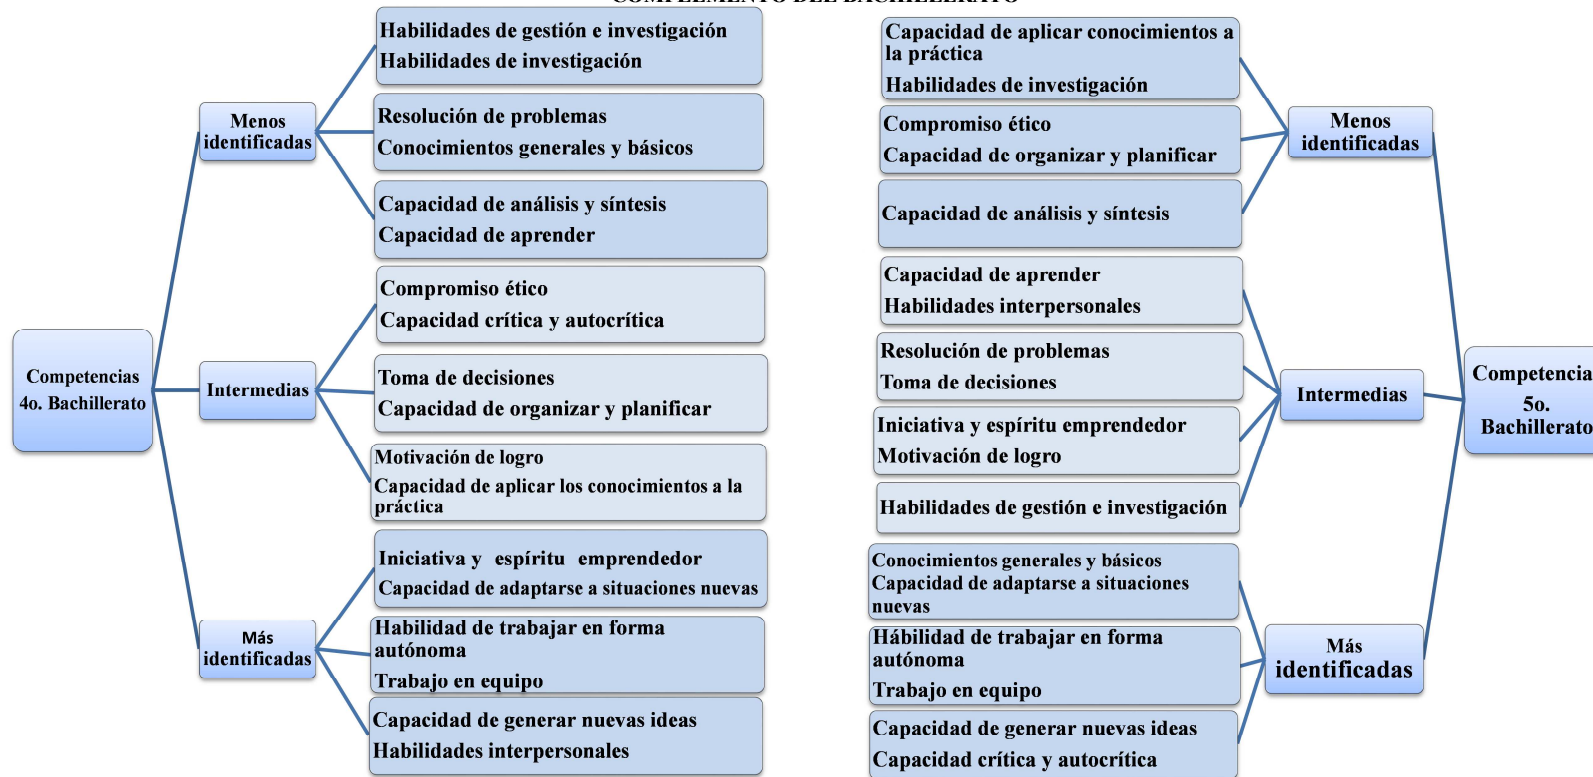 COMPLEMENTO DEL BACHILLERATO
Competencias
4o. Bachillerato
Menos
identificadas
Habilidades de gestión e investigación
Habilidades de investigación
Resolución de problemas
Conocimientos generales y básicos
Capacidad de análisis y síntesis
Capacidad de aprender
Intermedias
Compromiso ético
Capacidad crítica y autocrítica
Toma de decisiones
Capacidad de organizar y planificar
Motivación de logro
Capacidad de aplicar los conocimientos a la
práctica
Más
identificadas
Iniciativa y espíritu emprendedor
Capacidad de adaptarse a situaciones nuevas
Habilidad de trabajar en forma
autónoma
Trabajo en equipo
Capacidad de generar nuevas ideas
Habilidades interpersonales
Capacidad de aplicar conocimientos a
la práctica
Habilidades de investigación
Compromiso ético
Capacidad de organizar y planificar
Capacidad de análisis y síntesis
Menos
identificadas
Capacidad de aprender
Habilidades interpersonales
Resolución de problemas
Toma de decisiones
Iniciativa y espíritu emprendedor
Motivación de logro
Habilidades de gestión e investigación
Intermedias
Conocimientos generales y básicos
Capacidad de adaptarse a situaciones
nuevas
Hábilidad de trabajar en forma
autónoma
Trabajo en equipo
Capacidad de generar nuevas ideas
Capacidad crítica y autocrítica
Más
identificadas
Competencia
5o.
Bachillerato